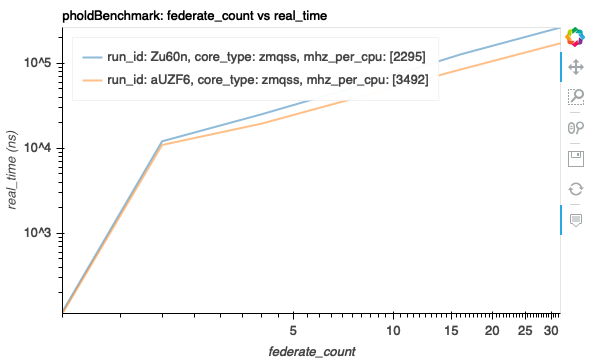 pholdBenchmark: federate_count vs real_time
run_id: Zu60n, core_type: zmqss, mhz_per_cpu: [2295]
run_id: aUZF6, core_type: zmqss, mhz_per_cpu: [3492]
10^5
10^4
10^3
real_time (ns)
5 10 15 20 25 30
federate_count